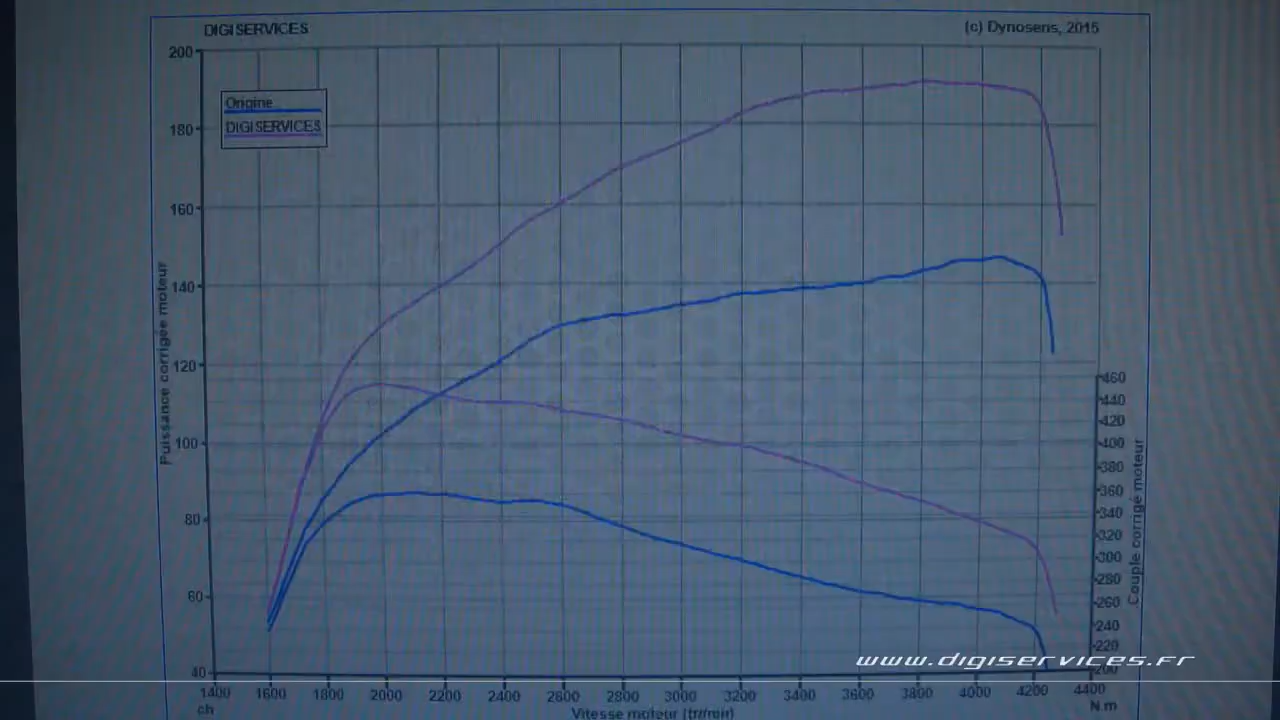 DIGISERVICES
(c) Dynosens, 2015
Origine
DIGISERVICES
Puissance corrigée moteur
200
180
160
140
120
100
80
60
40
460
440
420
400
380
360
340
320
300
280
260
240
220
200
Couple corrigé moteur
www.digiservices.fr
1400 1600 1800 2000 2200 2400 2600 2800 3000 3200 3400 3600 3800 4000 4200 4400
ch
Vitesse moteur (tr/min)
N.m